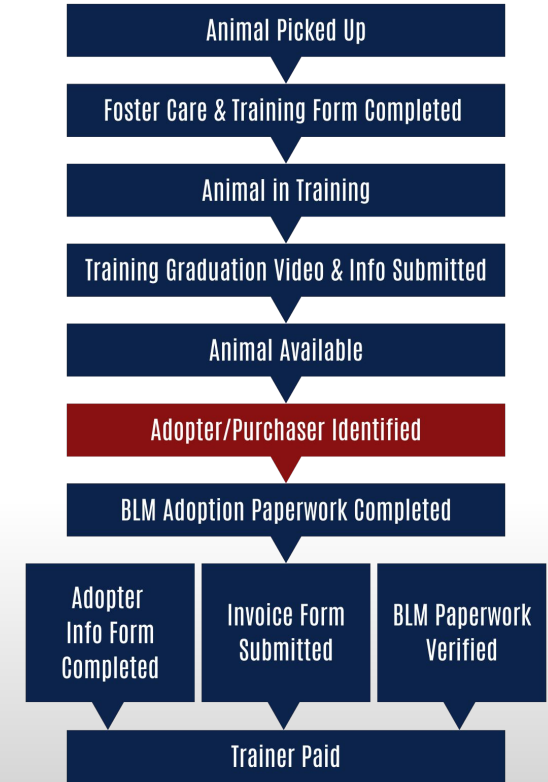 Animal Picked Up
Foster Care & Training Form Completed
Animal in Training
Training Graduation Video & Info Submitted
Animal Available
Adopter/Purchaser Identified
BLM Adoption Paperwork Completed
Adopter
Info Form
Completed
Invoice Form
Submitted
BLM Paperwork
Verified
Trainer Paid